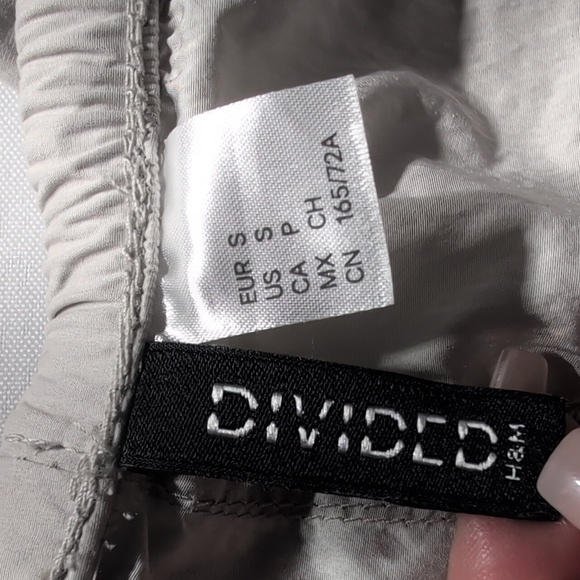 EUR S
US S
CA P
MX CH
CN 165/72A
DIVIDED
H&M